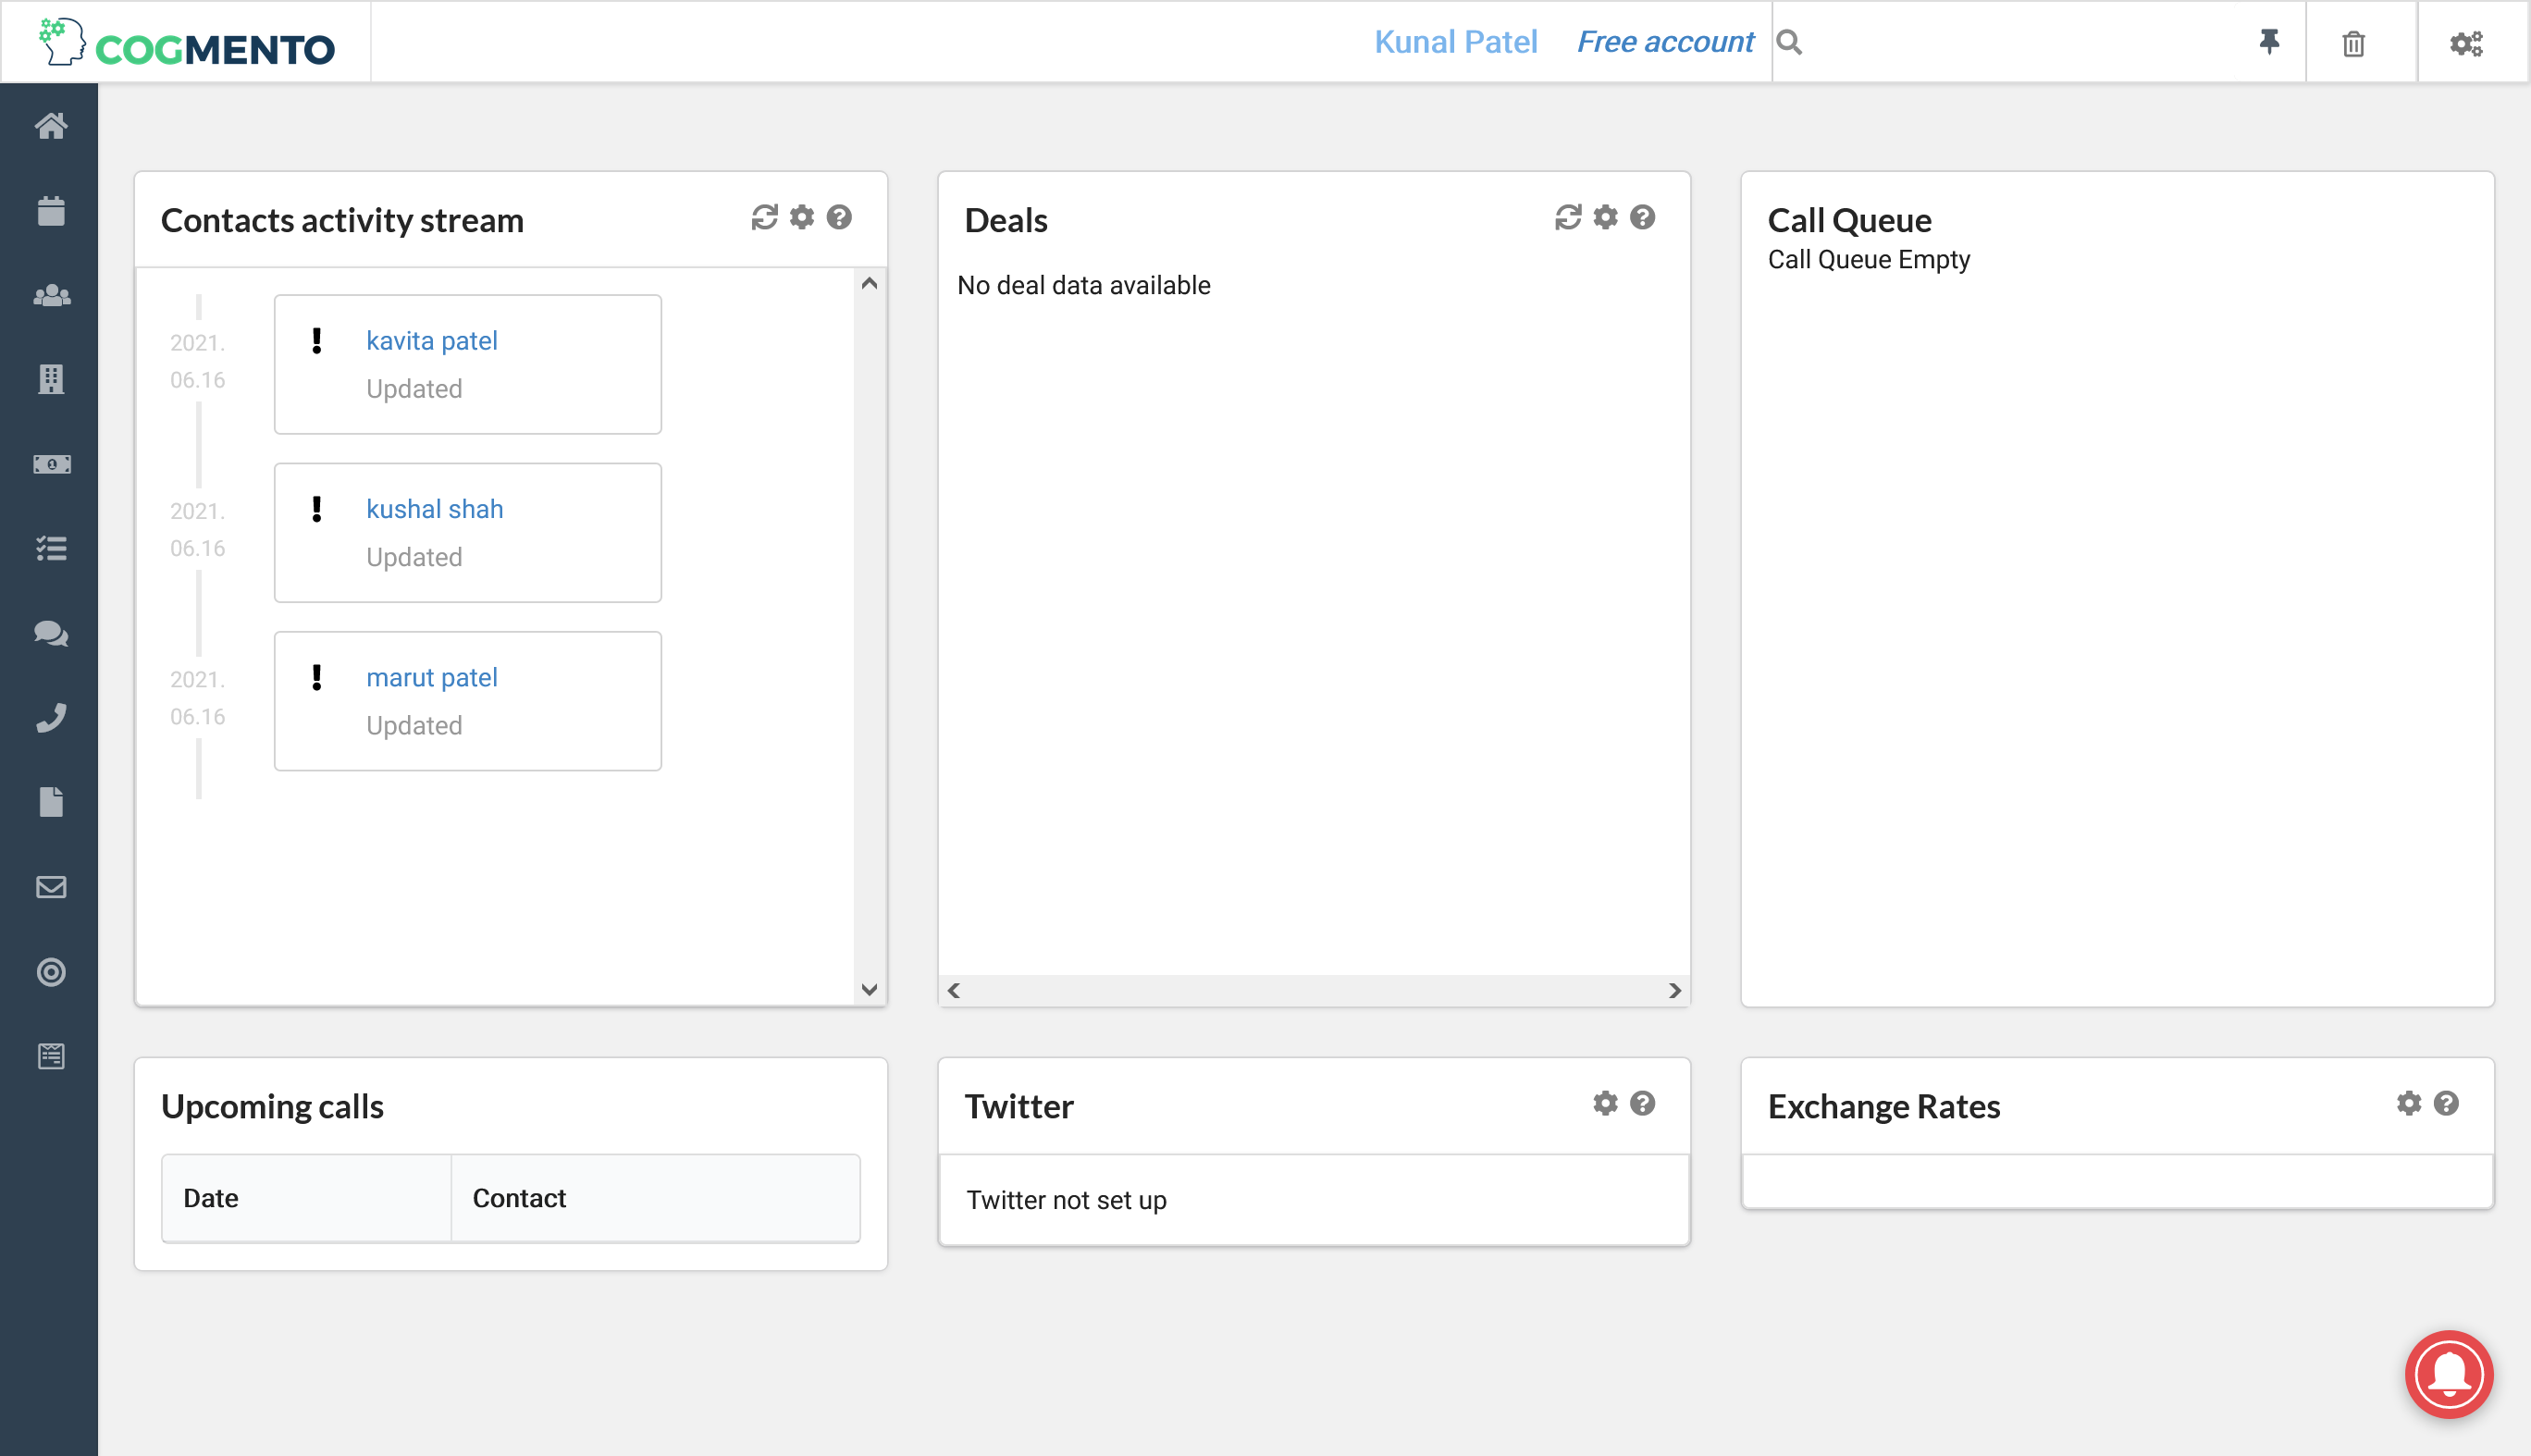 COGMENTO
Kunal Patel
Free account
Contacts activity stream
2021.
06.16
kavita patel
Updated
2021.
06.16
kushal shah
Updated
2021.
06.16
marut patel
Updated
Deals
No deal data available
Call Queue
Call Queue Empty
Upcoming calls
Date
Contact
Twitter
Twitter not set up
Exchange Rates